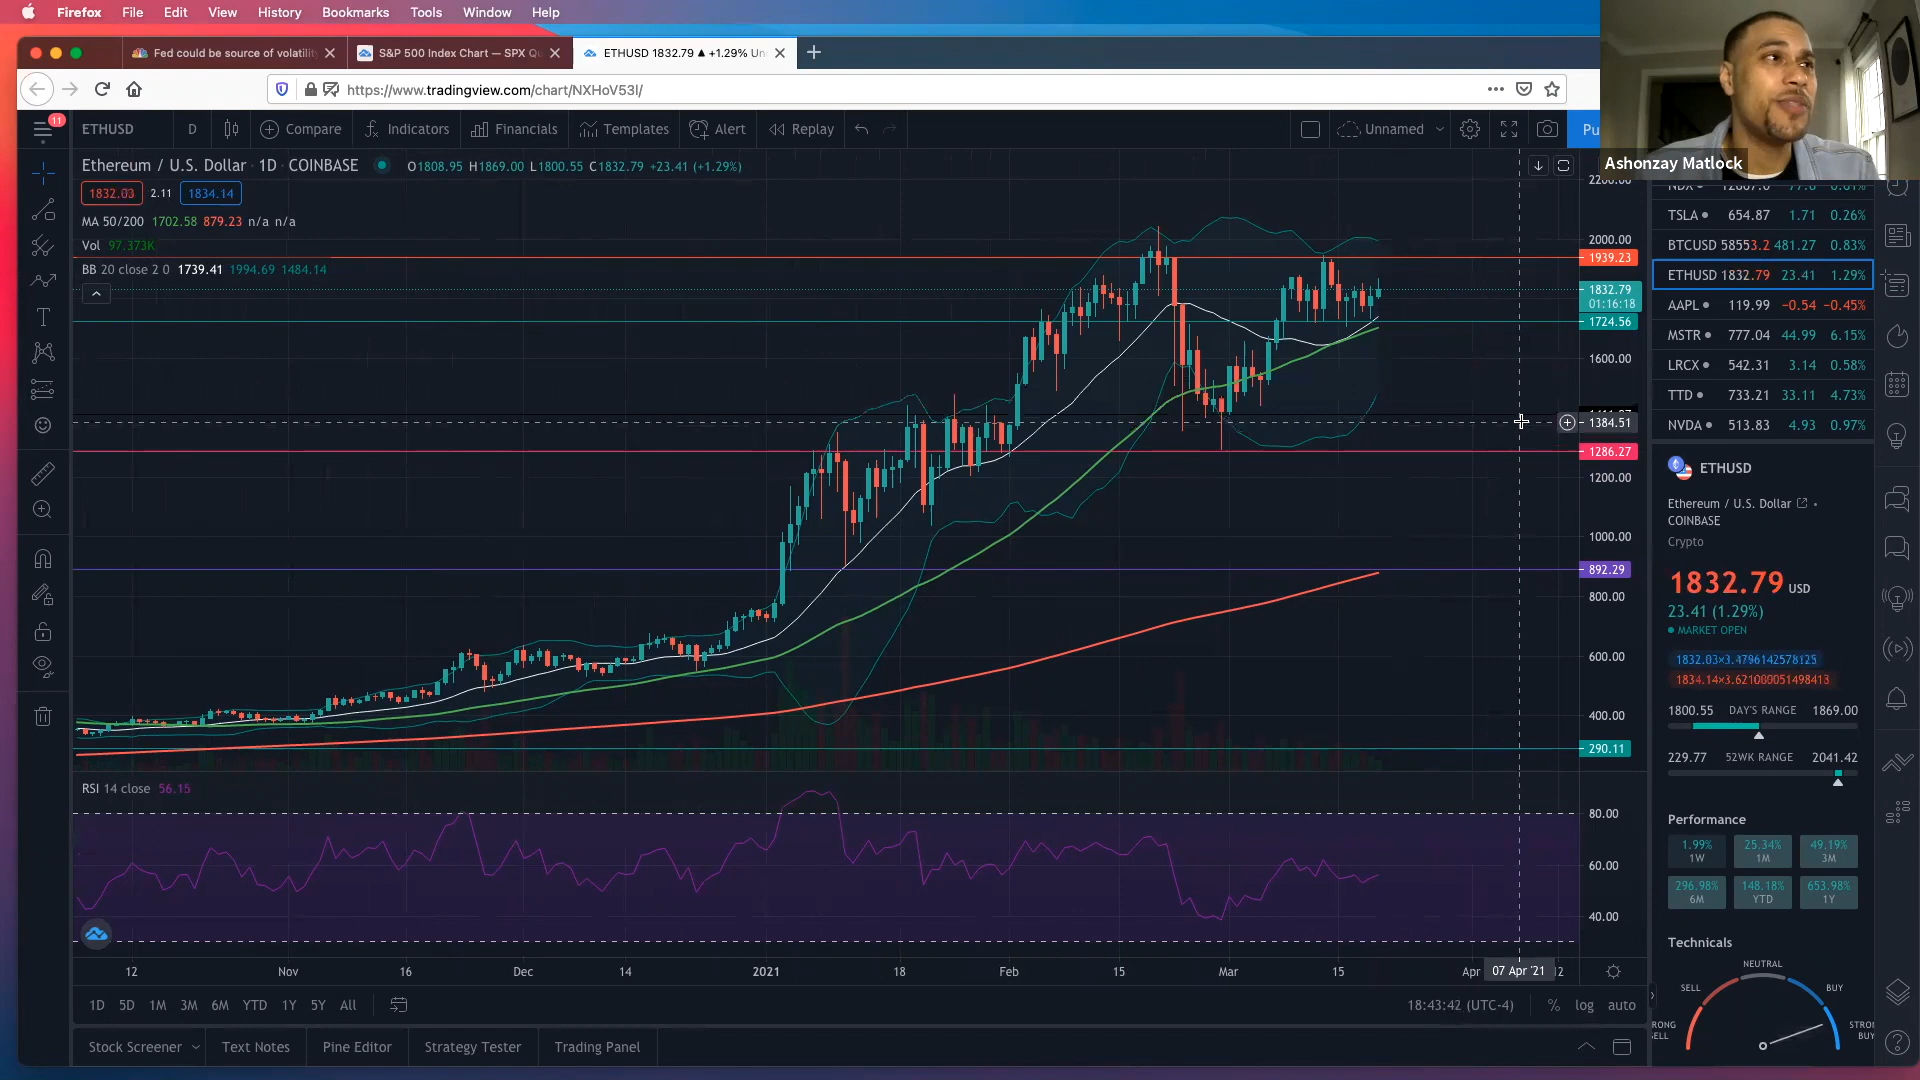 Firefox File Edit View History Bookmarks Tools Window Help
Fed could be source of volatilit
S&P 500 Index Chart — SPX Qu
ETHUSD 1832.79 ▲ +1.29% Un
https://www.tradingview.com/chart/NXHoV53l/
11
ETHUSD D Compare Indicators Financials Templates Alert Replay Unnamed Pu
Ashonzay Matlock
Ethereum / U.S. Dollar · 1D · COINBASE O1808.95 H1869.00 L1800.55 C1832.79 +23.41 (+1.29%)
1832.03 2.11 1834.14
MA 50/200 1702.58 879.23 n/a n/a
Vol 97.373K
BB 20 close 2 0 1739.41 1994.69 1484.14
2200.00
2000.00
1939.23
1832.79
01:16:18
1724.56
1600.00
1384.51
1286.27
1200.00
1000.00
892.29
800.00
600.00
400.00
290.11
RSI 14 close 56.15
80.00
60.00
40.00
12 Nov 16 Dec 14 2021 18 Feb 15 Mar 15 Apr 07 Apr '21 12
1D 5D 1M 3M 6M YTD 1Y 5Y All
18:43:42 (UTC-4) % log auto
Stock Screener Text Notes Pine Editor Strategy Tester Trading Panel
TSLA 654.87 1.71 0.26%
BTCUSD 58553.2 481.27 0.83%
ETHUSD 1832.79 23.41 1.29%
AAPL 119.99 −0.54 −0.45%
MSTR 777.04 44.99 6.15%
LRCX 542.31 3.14 0.58%
TTD 733.21 33.11 4.73%
NVDA 513.83 4.93 0.97%
ETHUSD
Ethereum / U.S. Dollar
COINBASE
Crypto
1832.79 USD
23.41 (1.29%)
MARKET OPEN
1832.03×3.4796142578125
1834.14×3.621000051498413
1800.55 DAY'S RANGE 1869.00
229.77 52WK RANGE 2041.42
Performance
1.99% 25.34% 49.19%
1W 1M 3M
296.98% 148.18% 653.98%
6M YTD 1Y
Technicals
NEUTRAL
SELL BUY
RONG STRO
ELL BUY